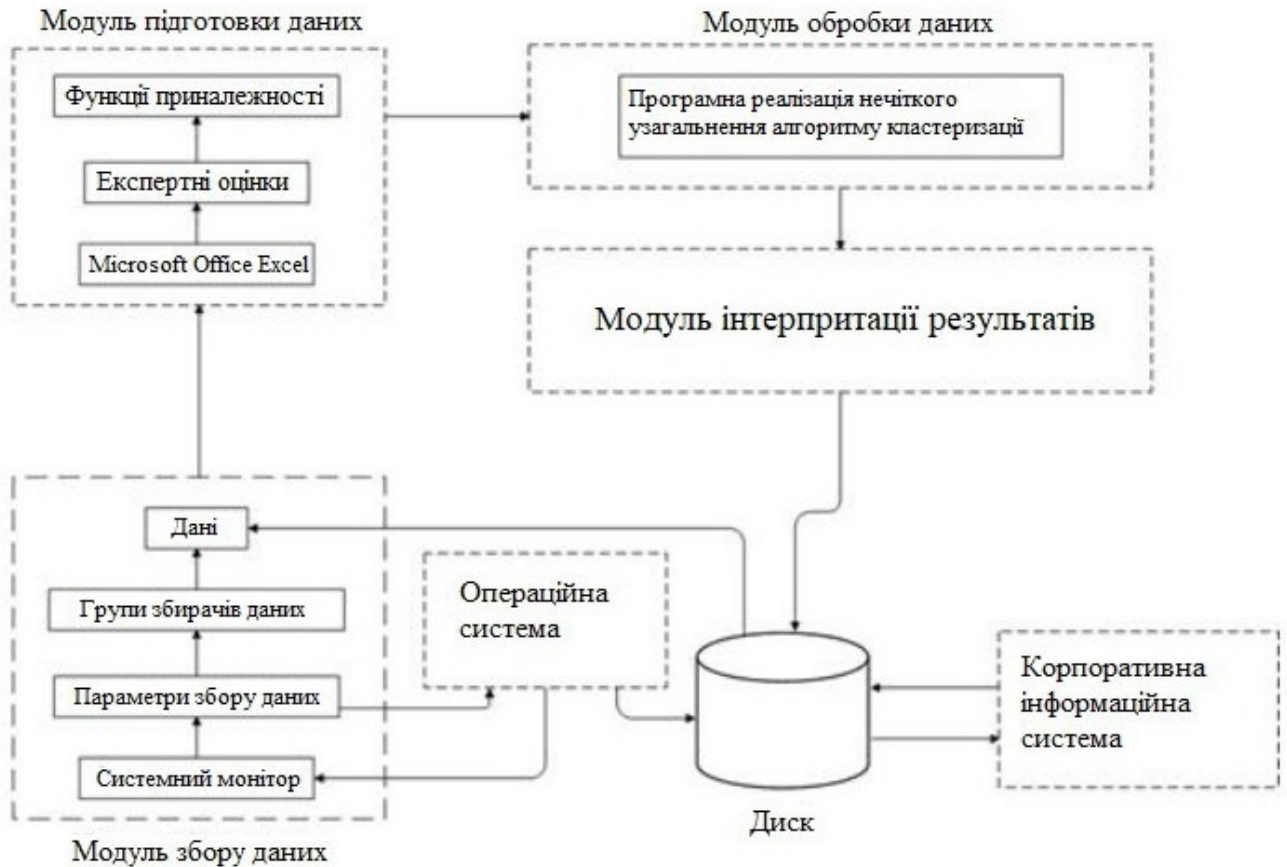 Модуль підготовки даних
Функції приналежності
Експертні оцінки
Microsoft Office Excel
Модуль обробки даних
Програмна реалізація нечіткого
узагальнення алгоритму кластеризації
Модуль інтерпритації результатів
Дані
Групи збирачів даних
Параметри збору даних
Системний монітор
Модуль збору даних
Операційна
система
Диск
Корпоративна
інформаційна
система